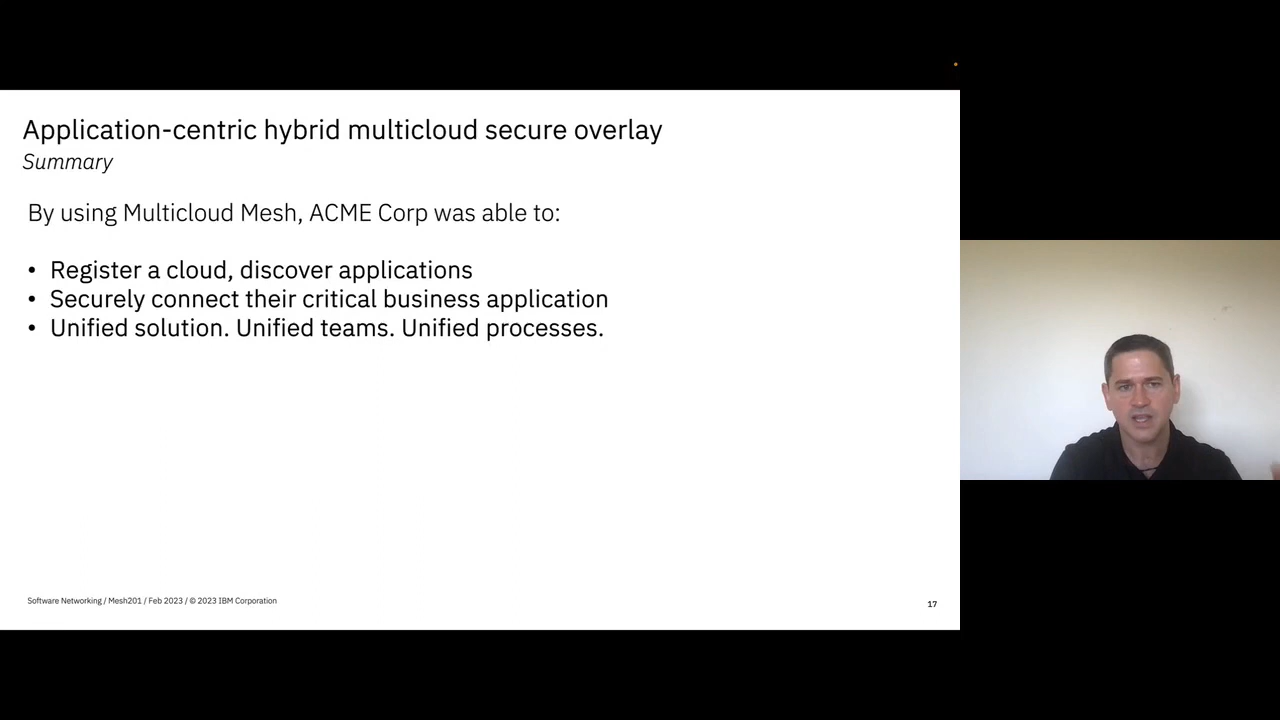 Application-centric hybrid multicloud secure overlay
Summary
By using Multicloud Mesh, ACME Corp was able to:
• Register a cloud, discover applications
• Securely connect their critical business application
• Unified solution. Unified teams. Unified processes.
Software Networking / Mesh201 / Feb 2023 / © 2023 IBM Corporation
17